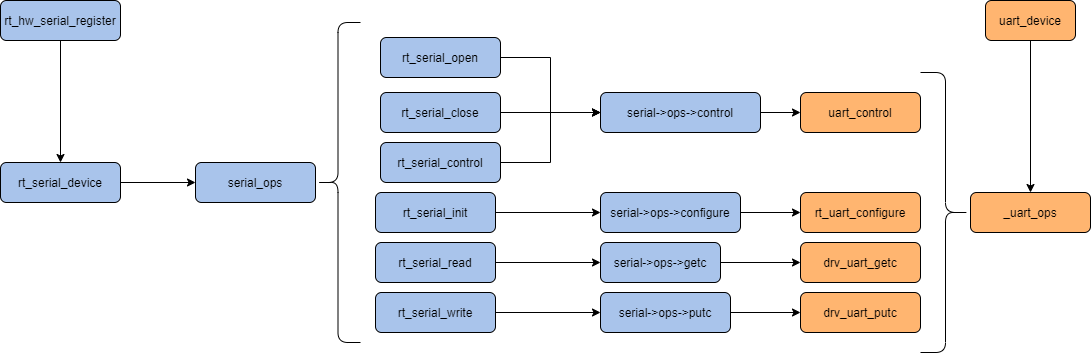 rt_hw_serial_register
uart_device
rt_serial_open
rt_serial_close
serial->ops->control
uart_control
rt_serial_control
rt_serial_device
serial_ops
rt_serial_init
serial->ops->configure
rt_uart_configure
_uart_ops
rt_serial_read
serial->ops->getc
drv_uart_getc
rt_serial_write
serial->ops->putc
drv_uart_putc